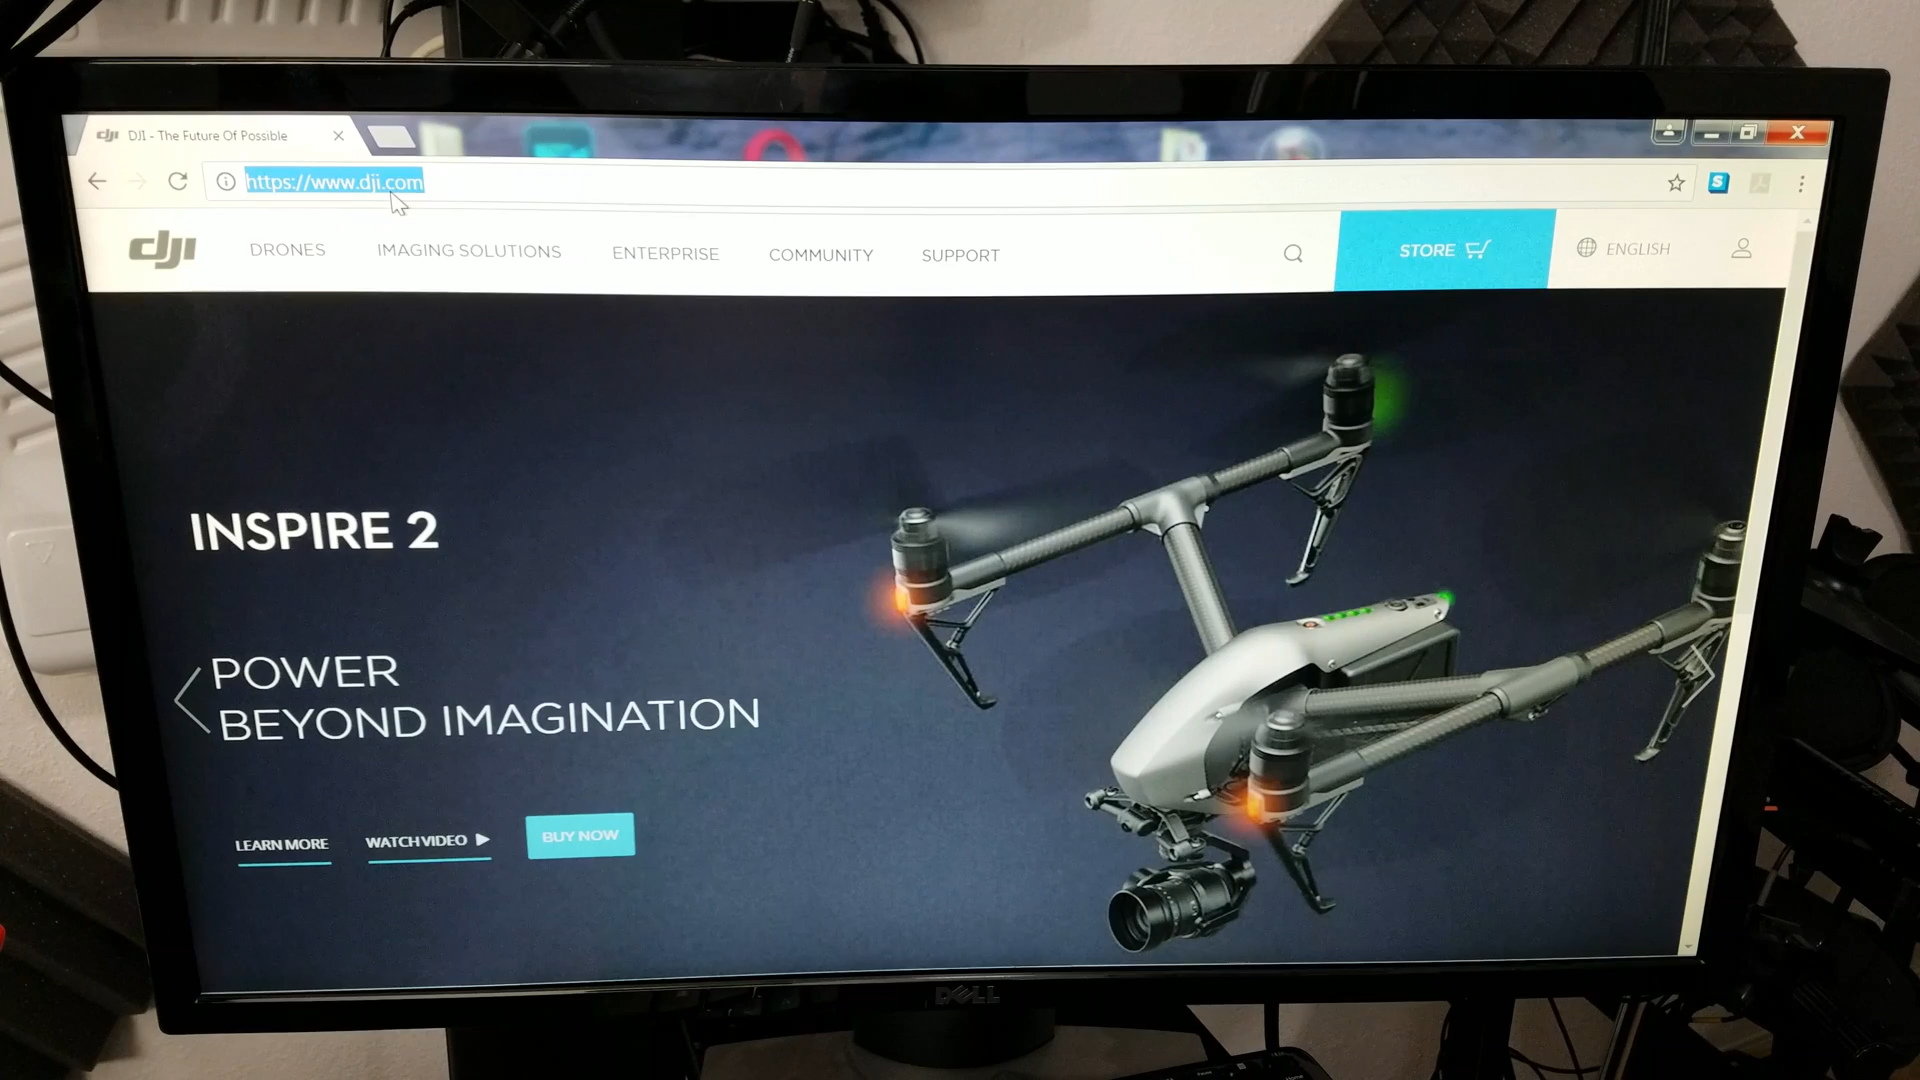 dji DJI - The Future Of Possible
https://www.dji.com
S
dji DRONES IMAGING SOLUTIONS ENTERPRISE COMMUNITY SUPPORT STORE ENGLISH
INSPIRE 2
POWER
BEYOND IMAGINATION
LEARN MORE WATCH VIDEO BUY NOW
DELL